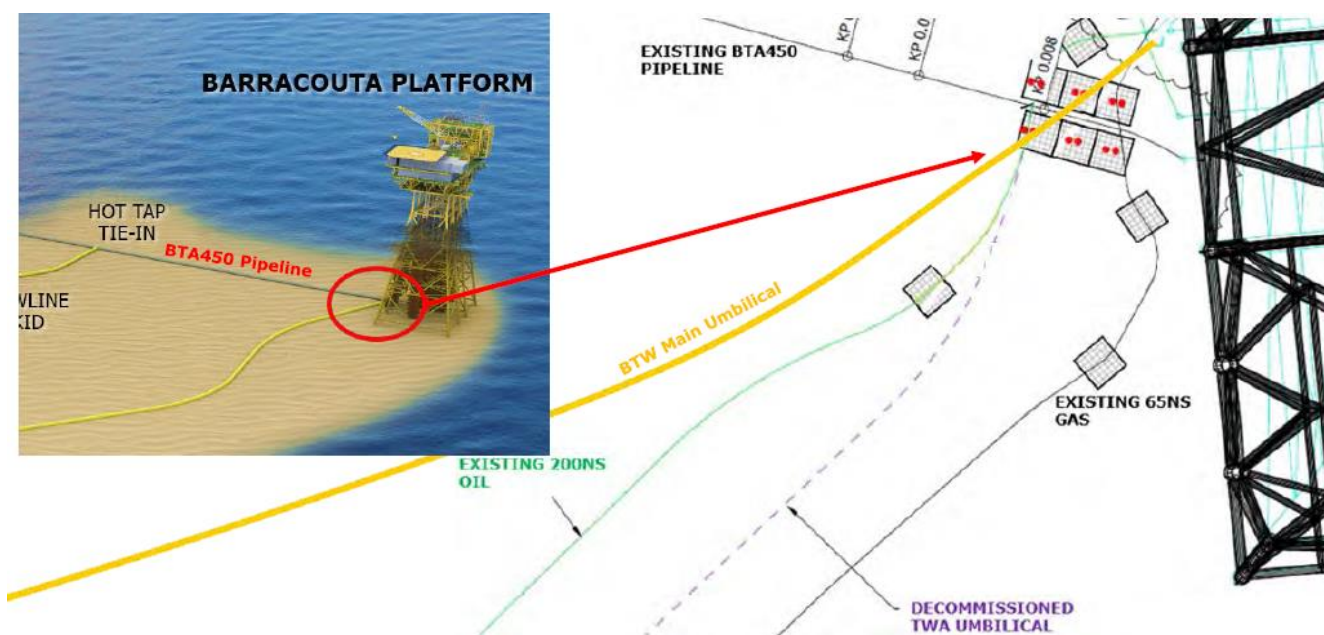 BARRACOUTA PLATFORM
HOT TAP
TIE-IN
BTA450 Pipeline
WLINE
KID
EXISTING BTA450
PIPELINE
KP 0.0
KP 0.008
BTW Main Umbilical
EXISTING 65NS
GAS
EXISTING 200NS
OIL
DECOMMISSIONED
TWA UMBILICAL